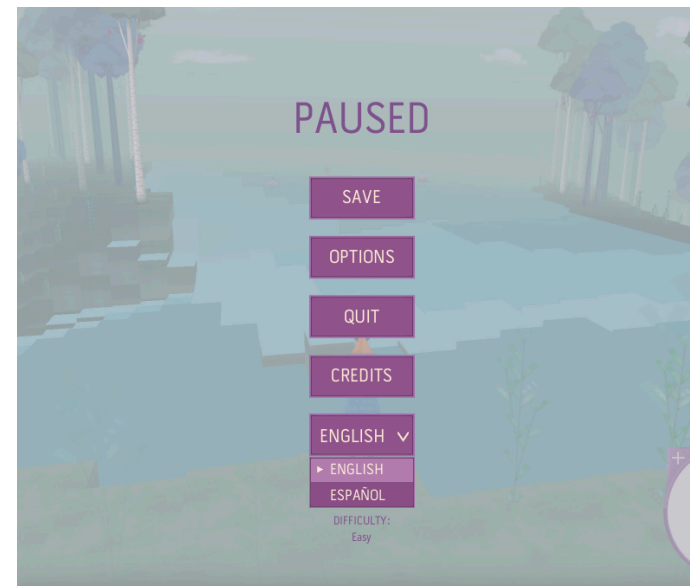 PAUSED
SAVE
OPTIONS
QUIT
CREDITS
ENGLISH
ENGLISH
ESPAÑOL
DIFFICULTY:
Easy